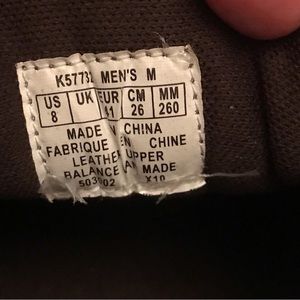 MEN'S M
US UK EUR CM MM
8 41 26 260
MADE IN CHINA
FABRIQUE EN CHINE
LEATHER UPPER
BALANCE MADE
X10